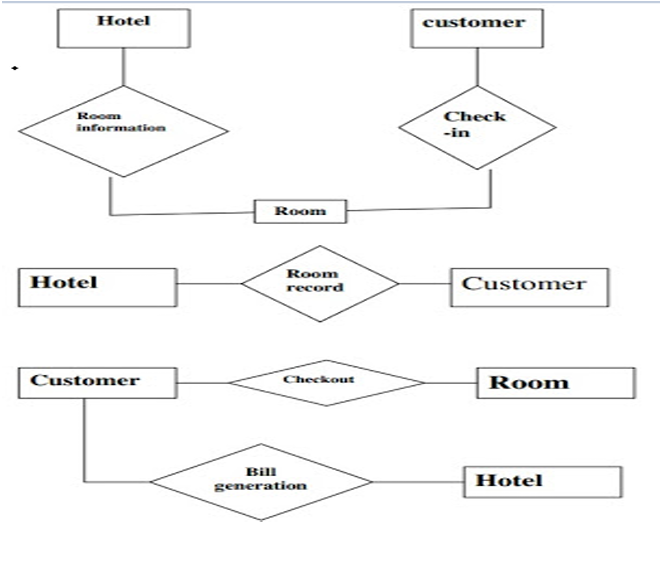 Hotel
customer
Room
information
Check
-in
Room
Hotel
Room
record
Customer
Customer
Checkout
Room
Bill
generation
Hotel